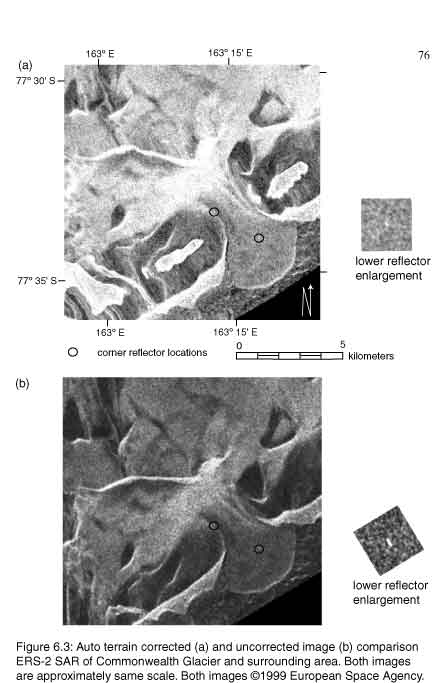 76
(a)
163° E
163° 15' E
77° 30' S
77° 35' S
N
lower reflector
enlargement
163° E
163° 15' E
corner reflector locations
0
5
kilometers
(b)
lower reflector
enlargement
Figure 6.3: Auto terrain corrected (a) and uncorrected image (b) comparison
ERS-2 SAR of Commonwealth Glacier and surrounding area. Both images
are approximately same scale. Both images ©1999 European Space Agency.